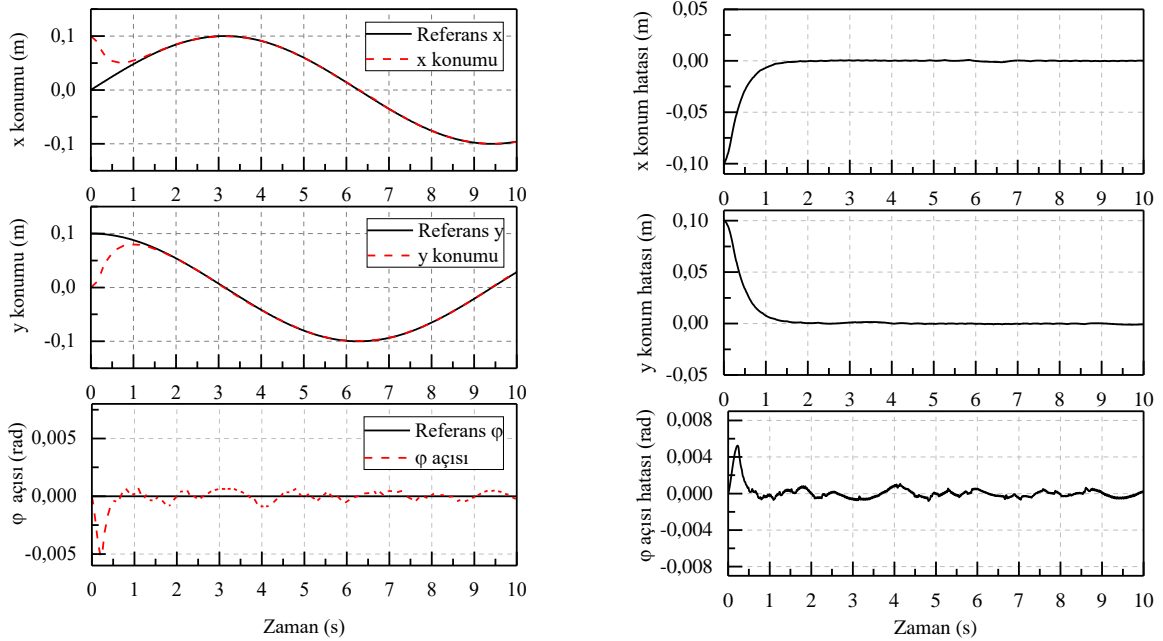 x konumu (m)
0,1
0,0
-0,1
Referans x
x konumu
0 1 2 3 4 5 6 7 8 9 10
y konumu (m)
0,1
0,0
-0,1
Referans y
y konumu
0 1 2 3 4 5 6 7 8 9 10
φ açısı (rad)
0,005
0,000
-0,005
Referans φ
φ açısı
0 1 2 3 4 5 6 7 8 9 10
Zaman (s)
x konum hatası (m)
0,05
0,00
-0,05
-0,10
0 1 2 3 4 5 6 7 8 9 10
y konum hatası (m)
0,10
0,05
0,00
-0,05
0 1 2 3 4 5 6 7 8 9 10
φ açısı hatası (rad)
0,008
0,004
0,000
-0,004
-0,008
0 1 2 3 4 5 6 7 8 9 10
Zaman (s)